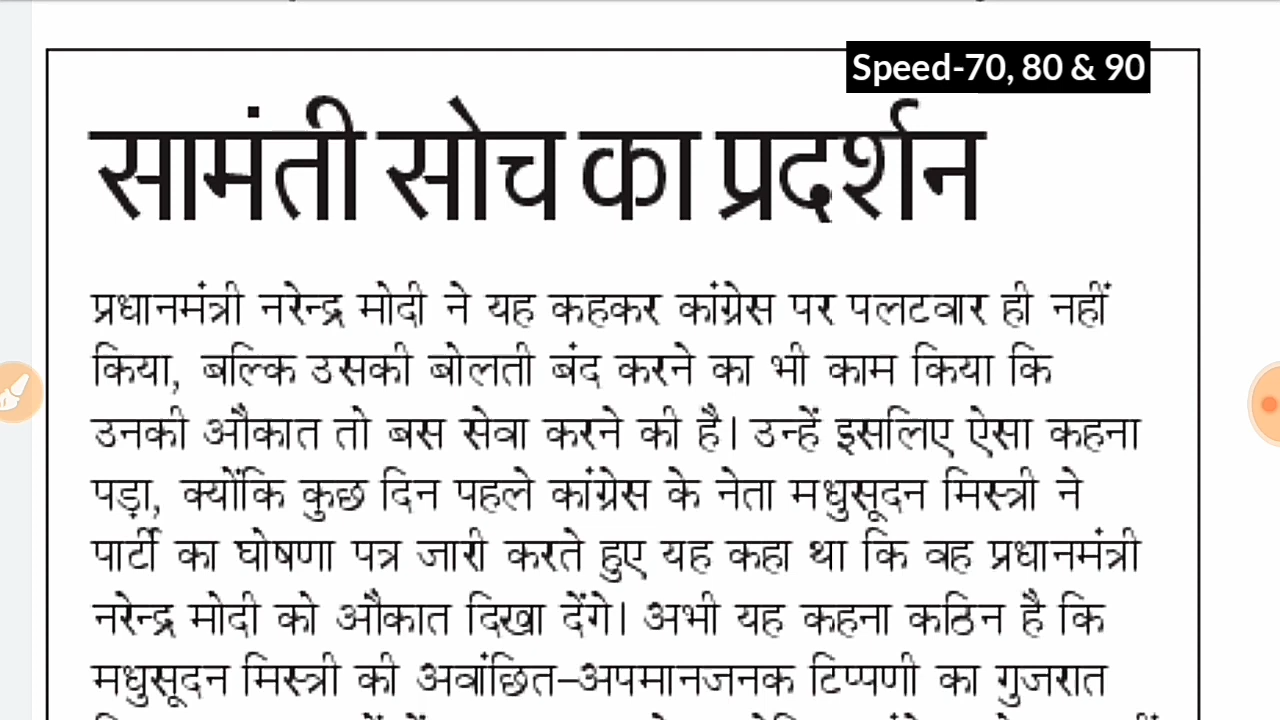 Speed-70, 80 & 90
सामंती सोच का प्रदर्शन
प्रधानमंत्री नरेन्द्र मोदी ने यह कहकर कांग्रेस पर पलटवार ही नहीं
किया, बल्कि उसकी बोलती बंद करने का भी काम किया कि
उनकी औकात तो बस सेवा करने की है। उन्हें इसलिए ऐसा कहना
पड़ा, क्योंकि कुछ दिन पहले कांग्रेस के नेता मधुसूदन मिस्त्री ने
पार्टी का घोषणा पत्र जारी करते हुए यह कहा था कि वह प्रधानमंत्री
नरेन्द्र मोदी को औकात दिखा देंगे। अभी यह कहना कठिन है कि
मधुसूदन मिस्त्री की अवांछित-अपमानजनक टिप्पणी का गुजरात